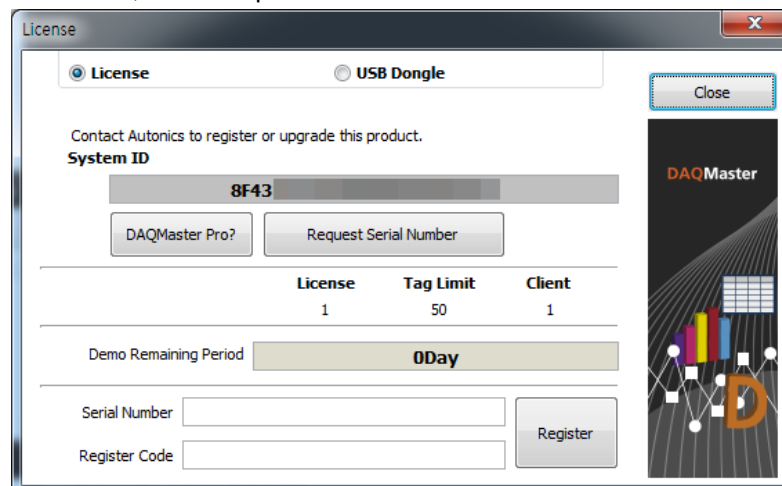 License
License
USB Dongle
Close
Contact Autonics to register or upgrade this product.
System ID
8F43
DAQMaster
DAQMaster Pro?
Request Serial Number
License Tag Limit Client
1 50 1
Demo Remaining Period 0Day
Serial Number
Register
Register Code
D